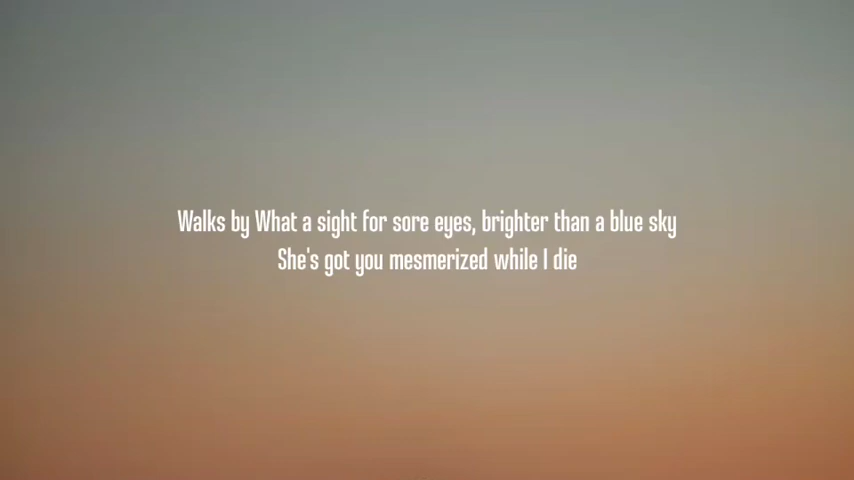 Walks by What a sight for sore eyes, brighter than a blue sky
She's got you mesmerized while I die